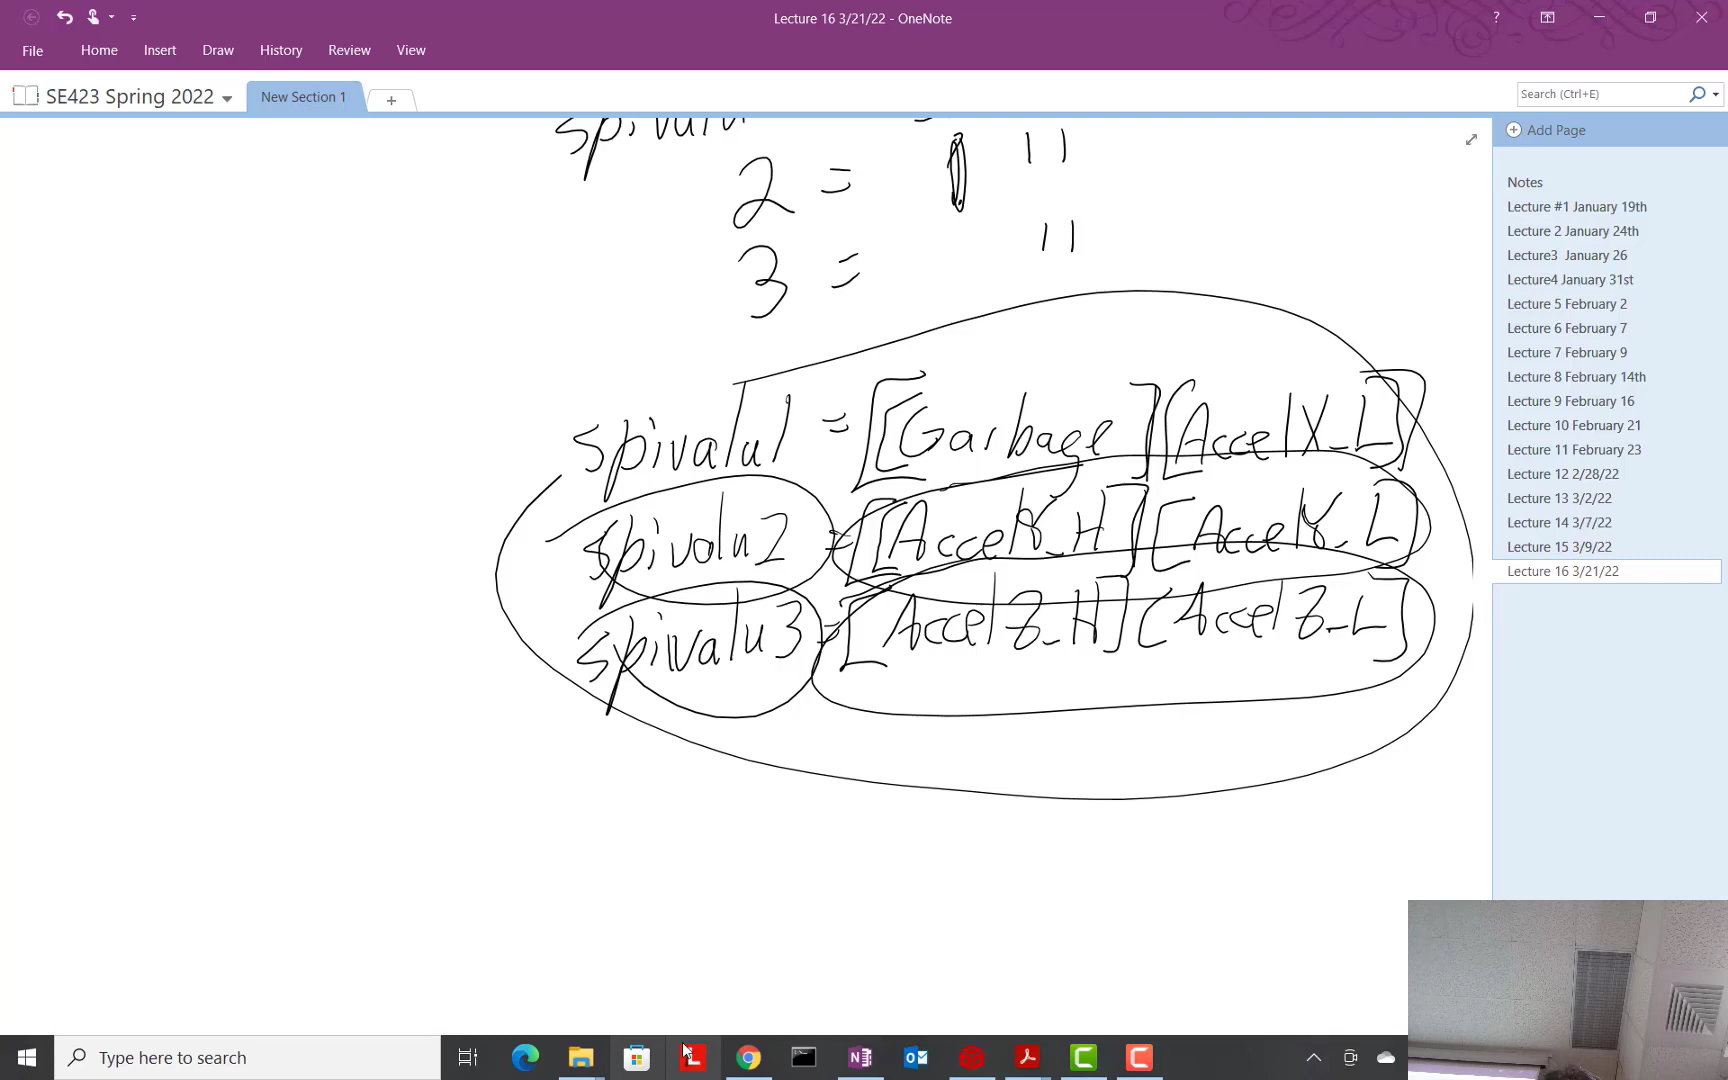 Lecture 16 3/21/22 - OneNote
File Home Insert Draw History Review View
SE423 Spring 2022
New Section 1
Search (Ctrl+E)
Add Page
Notes
Lecture #1 January 19th
Lecture 2 January 24th
Lecture3 January 26
Lecture4 January 31st
Lecture 5 February 2
Lecture 6 February 7
Lecture 7 February 9
Lecture 8 February 14th
Lecture 9 February 16
Lecture 10 February 21
Lecture 11 February 23
Lecture 12 2/28/22
Lecture 13 3/2/22
Lecture 14 3/7/22
Lecture 15 3/9/22
Lecture 16 3/21/22
2 = 0 "
3 = "
spivalu1 = [[Garbage][AccelX_L]]
spivalu2 = [[AccelX_H][AccelY_L]
spivalu3 = [AccelZ_H][AccelZ_L]
Type here to search